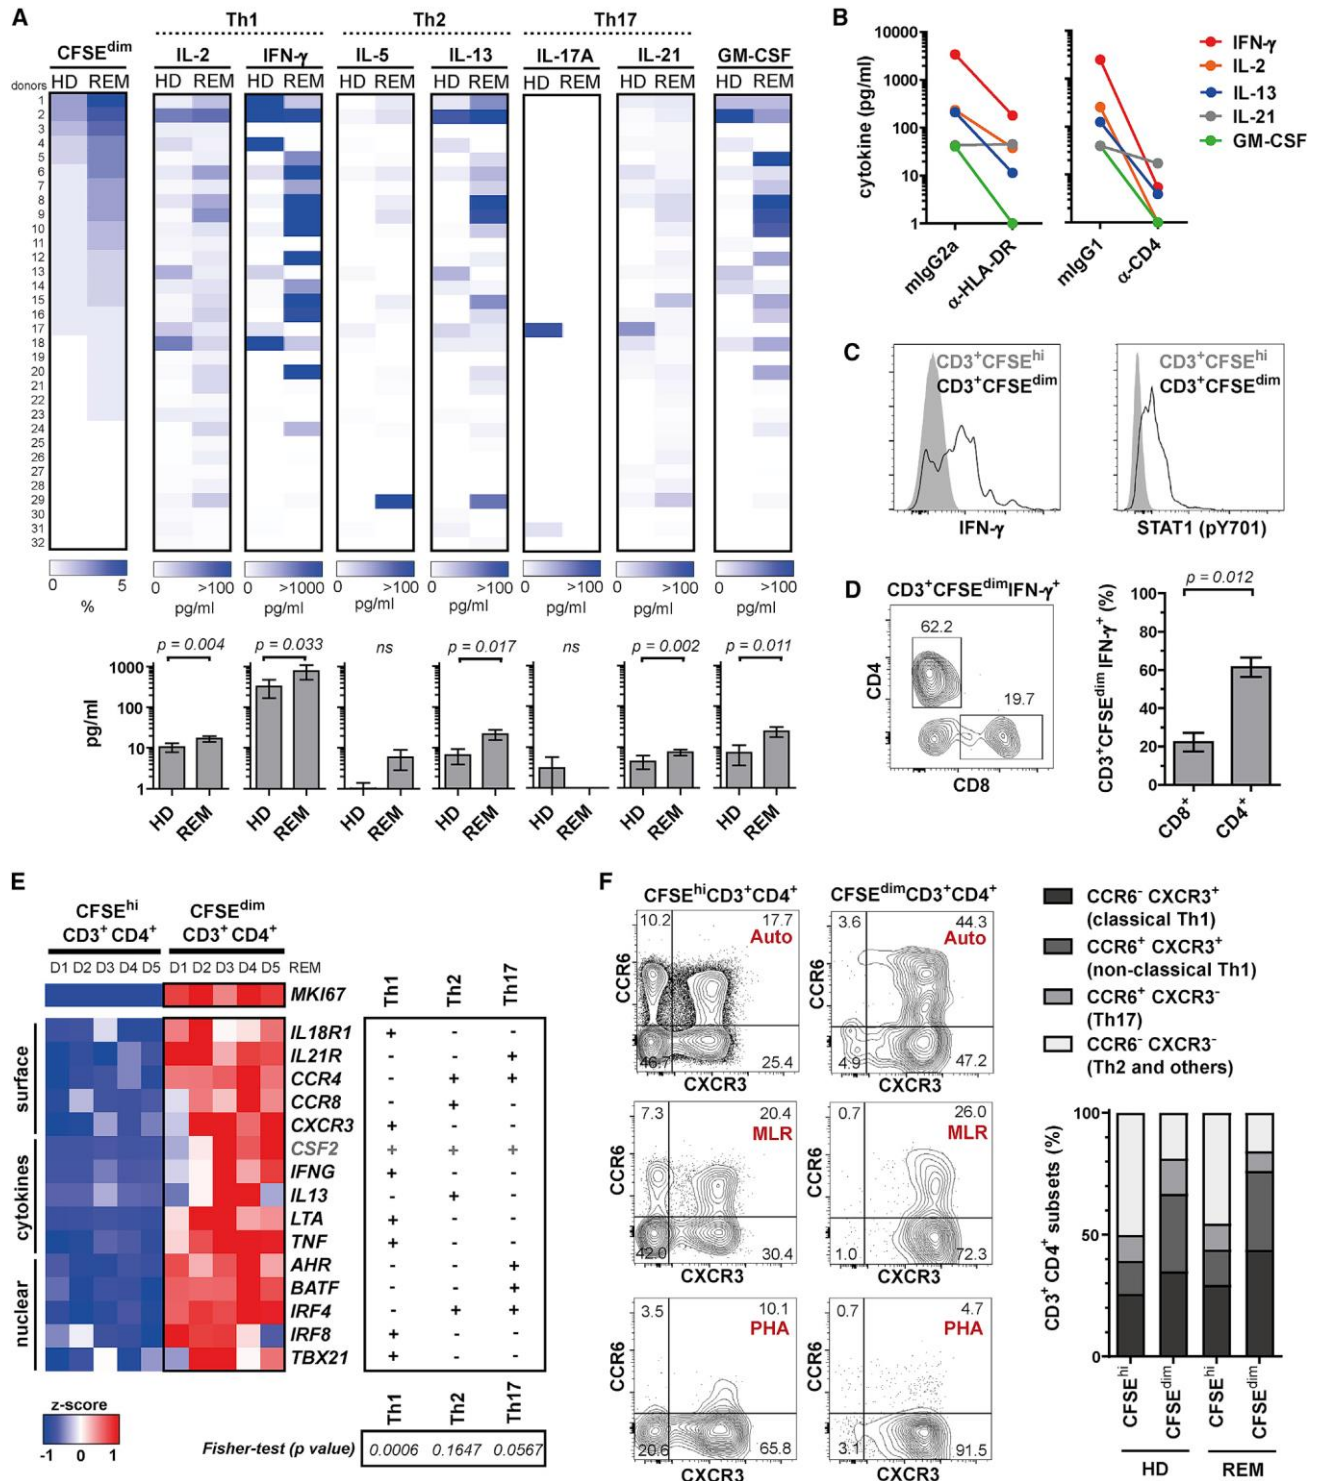 A
Th1 Th2 Th17
CFSEdim IL-2 IFN-γ IL-5 IL-13 IL-17A IL-21 GM-CSF
donors HD REM HD REM HD REM HD REM HD REM HD REM HD REM HD REM
1
2
3
4
5
6
7
8
9
10
11
12
13
14
15
16
17
18
19
20
21
22
23
24
25
26
27
28
29
30
31
32
0 5 0 >100 0 >1000 0 >100 0 >100 0 >100 0 >100 0 >100
% pg/ml pg/ml pg/ml pg/ml pg/ml pg/ml pg/ml
p = 0.004 p = 0.033 ns p = 0.017 ns p = 0.002 p = 0.011
pg/ml
1000
100
10
1
HD REM HD REM HD REM HD REM HD REM HD REM HD REM
B
cytokine (pg/ml)
10000
1000
100
10
1
mIgG2a α-HLA-DR mIgG1 α-CD4
IFN-γ
IL-2
IL-13
IL-21
GM-CSF
C
CD3+CFSEhi CD3+CFSEhi
CD3+CFSEdim CD3+CFSEdim
IFN-γ STAT1 (pY701)
D
CD3+CFSEdimIFN-γ+
62.2
19.7
CD4
CD8
p = 0.012
CD3+CFSEdim IFN-γ+ (%)
100
80
60
40
20
0
CD8+ CD4+
E
CFSEhi CFSEdim
CD3+ CD4+ CD3+ CD4+
D1 D2 D3 D4 D5 D1 D2 D3 D4 D5 REM
MKI67 Th1 Th2 Th17
surface
IL18R1 + - -
IL21R - - +
CCR4 - + +
CCR8 - + -
CXCR3 + - -
cytokines
CSF2 + + +
IFNG + - -
IL13 - + -
LTA + - -
TNF + - -
nuclear
AHR - - +
BATF - - +
IRF4 - + +
IRF8 + - -
TBX21 + - -
z-score
-1 0 1
Th1 Th2 Th17
Fisher-test (p value) 0.0006 0.1647 0.0567
F
CFSEhiCD3+CD4+ CFSEdimCD3+CD4+
10.2 17.7 3.6 44.3
Auto Auto
CCR6 CCR6
46.7 25.4 4.9 47.2
CXCR3 CXCR3
7.3 20.4 0.7 26.0
MLR MLR
CCR6 CCR6
42.0 30.4 1.0 72.3
CXCR3 CXCR3
3.5 10.1 0.7 4.7
PHA PHA
CCR6 CCR6
20.6 65.8 3.1 91.5
CXCR3 CXCR3
CCR6- CXCR3+
(classical Th1)
CCR6+ CXCR3+
(non-classical Th1)
CCR6+ CXCR3-
(Th17)
CCR6- CXCR3-
(Th2 and others)
CD3+ CD4+ subsets (%)
100
50
0
CFSEhi CFSEdim CFSEhi CFSEdim
HD REM